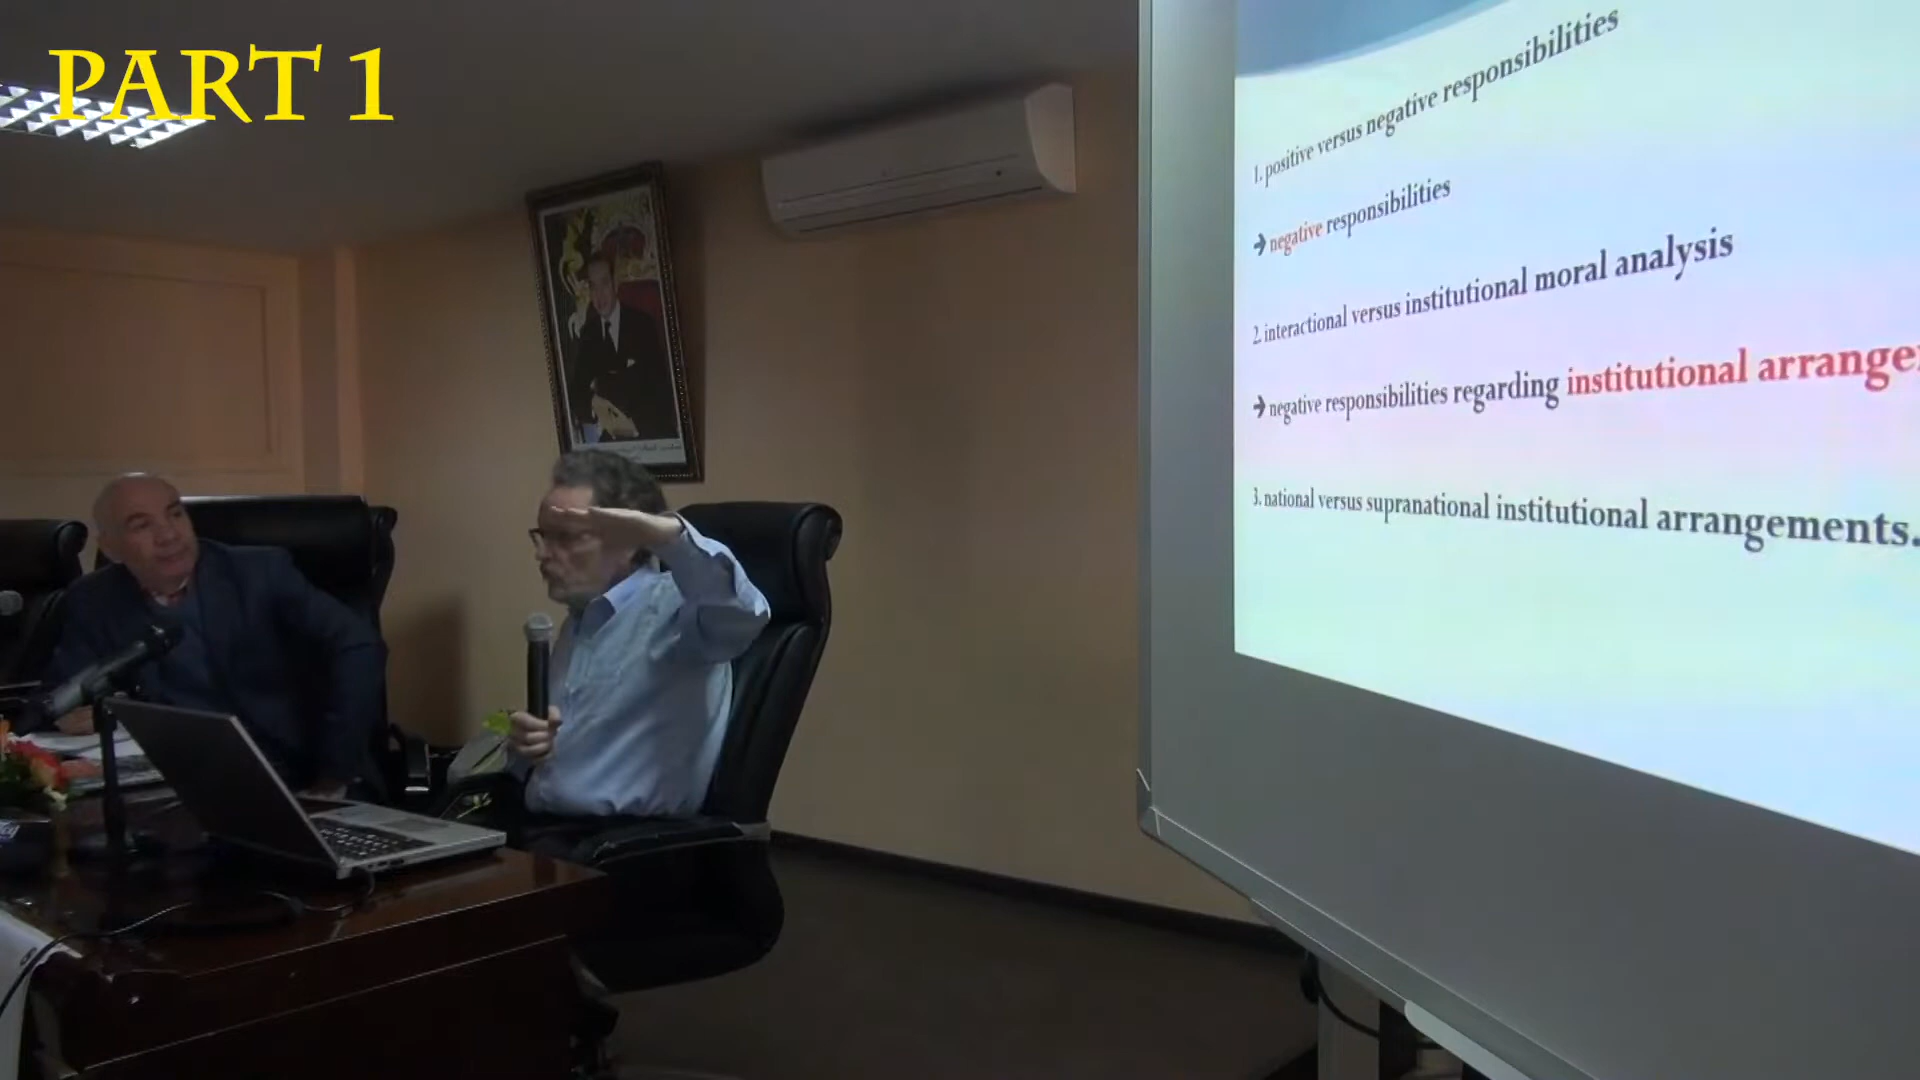 PART 1
1. positive versus negative responsibilities
➔ negative responsibilities
2. interactional versus institutional moral analysis
➔ negative responsibilities regarding institutional arrange
3. national versus supranational institutional arrangements.